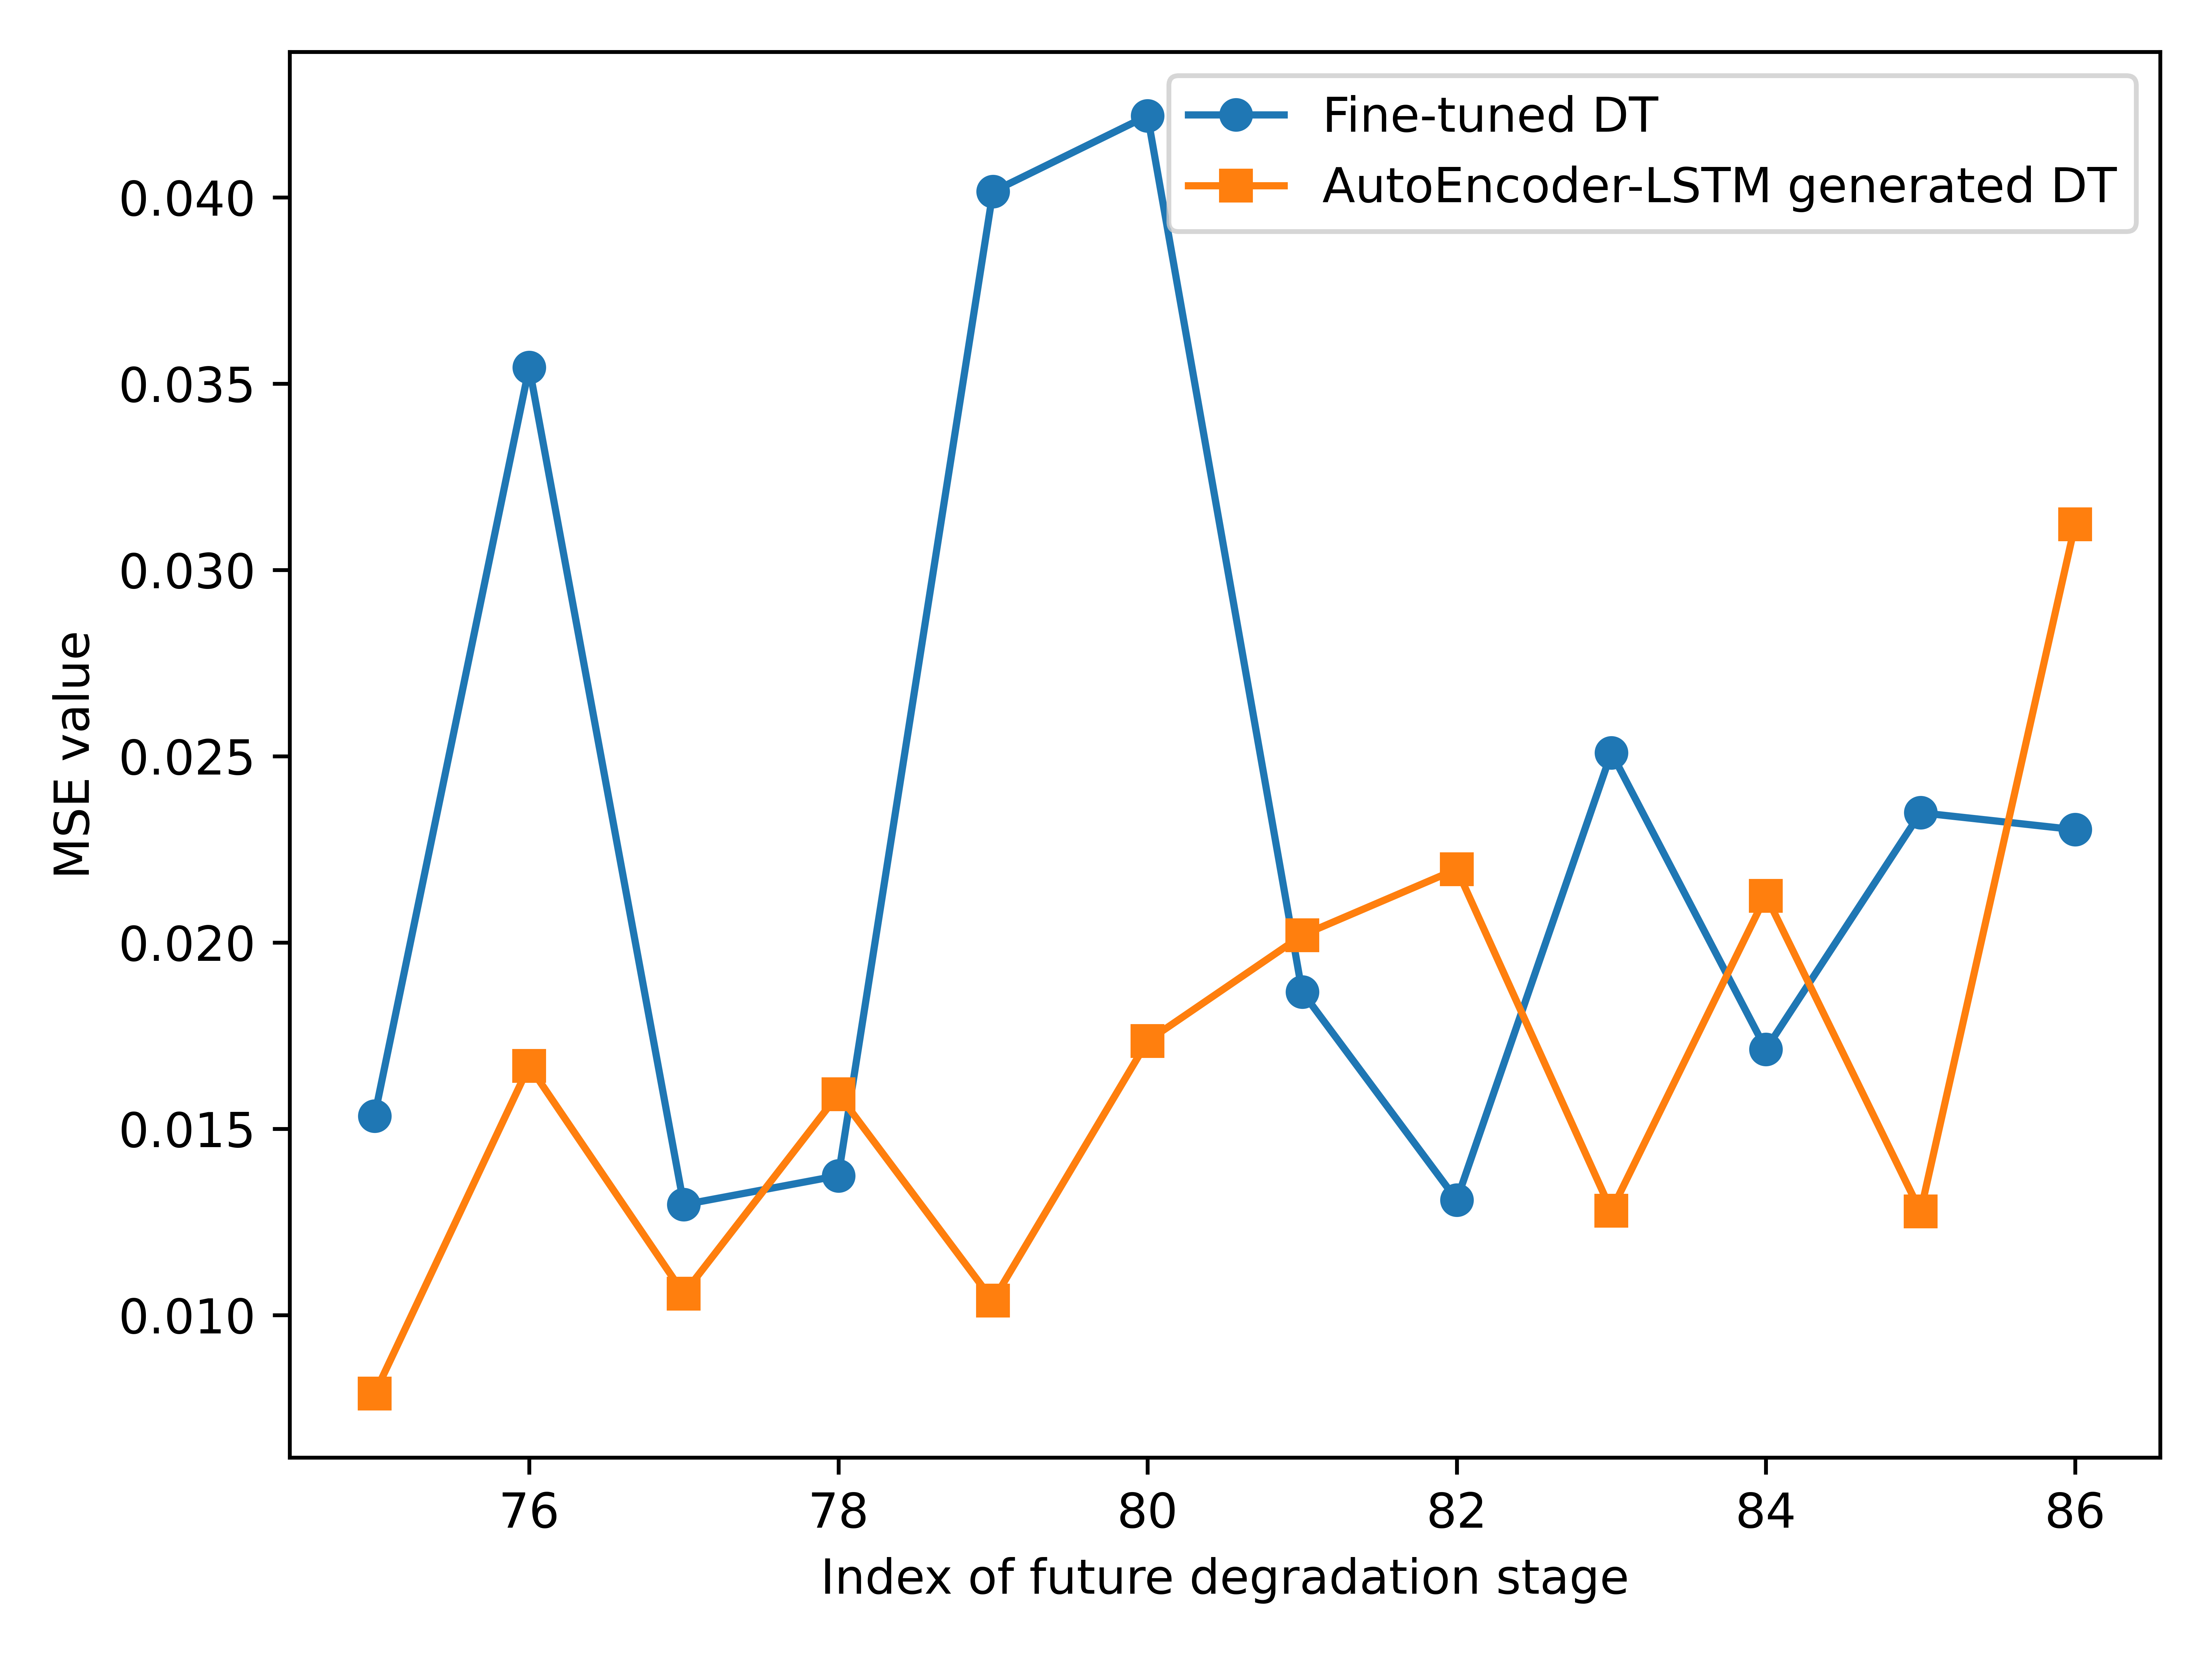 Fine-tuned DT
AutoEncoder-LSTM generated DT
0.040
0.035
0.030
0.025
0.020
0.015
0.010
MSE value
76 78 80 82 84 86
Index of future degradation stage